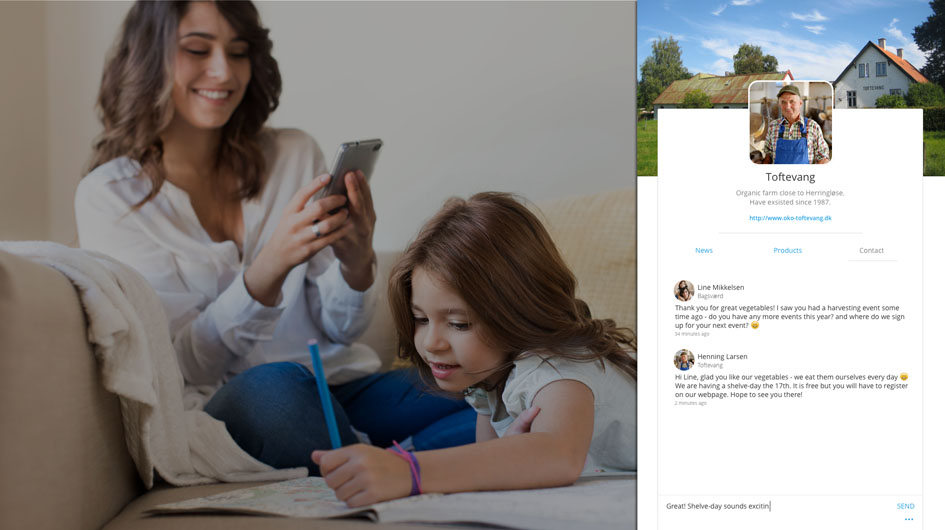 TOFTEVANG
Toftevang
Organic farm close to Herringløse.
Have exsisted since 1987.
http://www.oko-toftevang.dk
News Products Contact
Line Mikkelsen
Bagsværd
Thank you for great vegetables! I saw you had a harvesting event some
time ago - do you have any more events this year? and where do we sign
up for your next event? 😄
34 minutes ago
Henning Larsen
Toftevang
Hi Line, glad you like our vegetables - we eat them ourselves every day 😄
We are having a shelve-day the 17th. It is free but you will have to register
on our webpage. Hope to see you there!
2 minutes ago
Great! Shelve-day sounds excitin
SEND